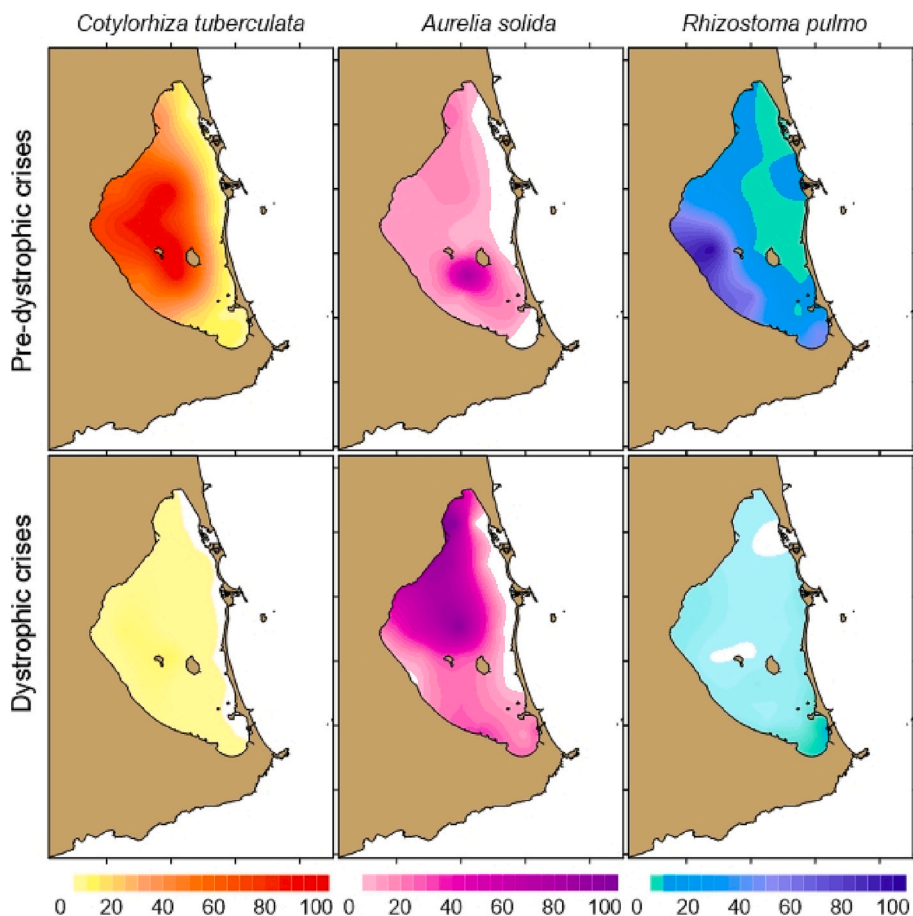 Cotylorhiza tuberculata
Aurelia solida
Rhizostoma pulmo
Pre-dystrophic crises
Dystrophic crises
0 20 40 60 80 100
0 20 40 60 80 100
0 20 40 60 80 100